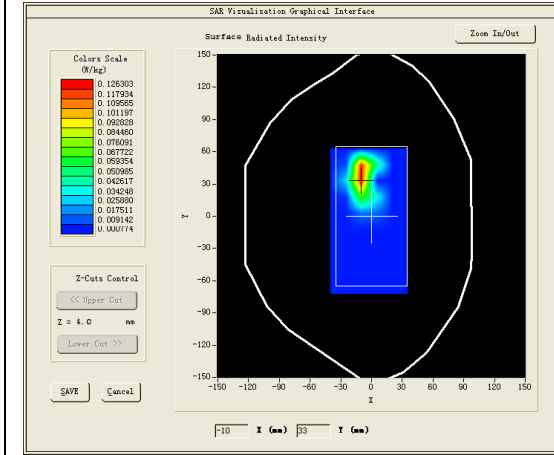 SAR Visualization Graphical Interface
Surface Radiated Intensity
Zoom In/Out
Colors Scale
(W/kg)
0.126303
0.117934
0.109565
0.101197
0.092828
0.084460
0.076091
0.067722
0.059354
0.050985
0.042617
0.034248
0.025880
0.017511
0.009142
0.000774
150
120
90
60
30
0
-30
-60
-90
-120
-150
Y
-150 -120 -90 -60 -30 0 30 60 90 120 150
X
Z-Cuts Control
<< Upper Cut
Z = 4.0 mm
Lower Cut >>
SAVE Cancel
-10 X (mm) 33 Y (mm)